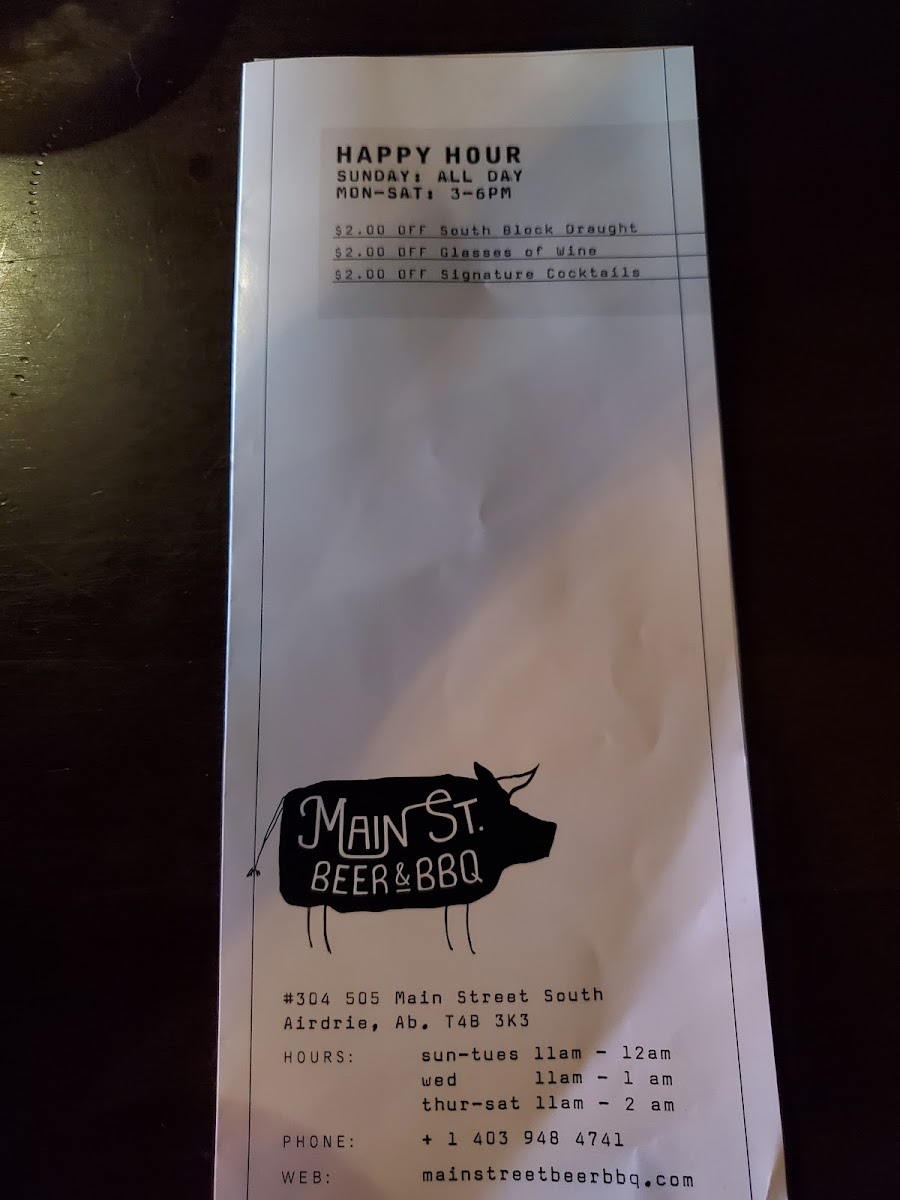 HAPPY HOUR
SUNDAY: ALL DAY
MON-SAT: 3-6PM
$2.00 OFF South Block Draught
$2.00 OFF Glasses of Wine
$2.00 OFF Signature Cocktails
MAIN ST.
BEER & BBQ
#304 505 Main Street South
Airdrie, Ab. T4B 3K3
HOURS: sun-tues 11am - 12am
wed 11am - 1 am
thur-sat 11am - 2 am
PHONE: + 1 403 948 4741
WEB: mainstreetbeerbbq.com